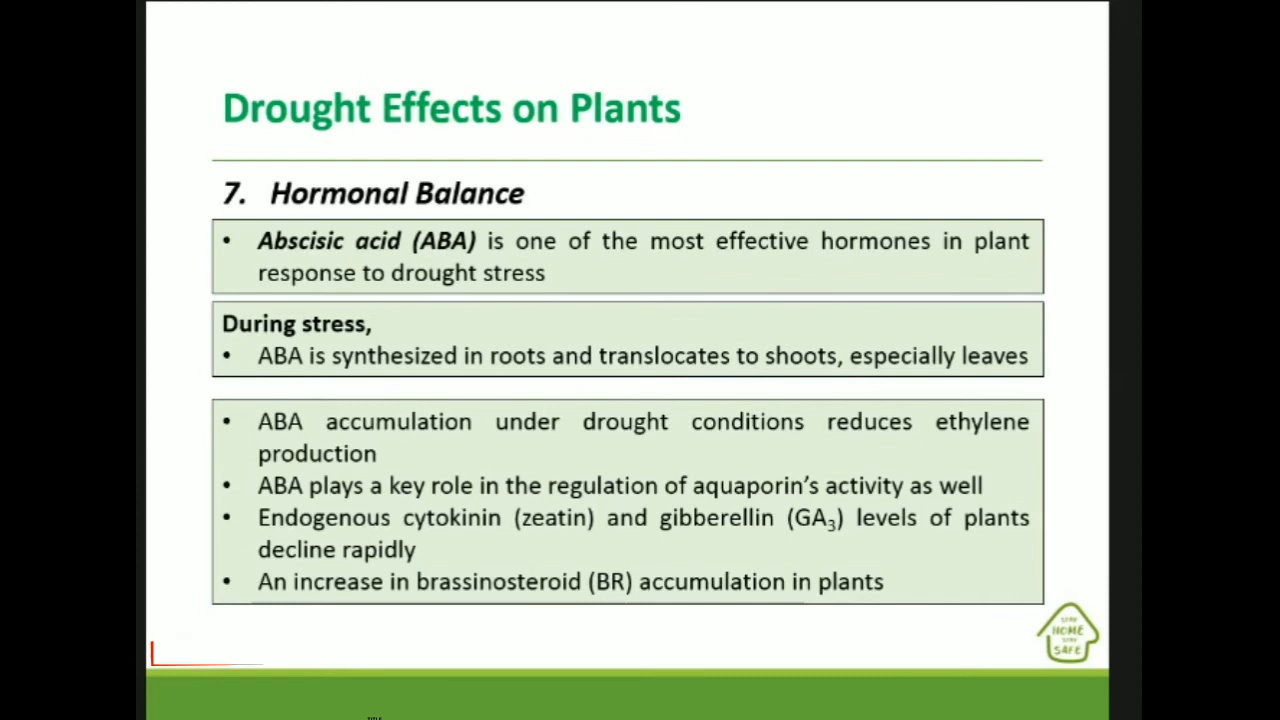 Drought Effects on Plants
7. Hormonal Balance
• Abscisic acid (ABA) is one of the most effective hormones in plant
response to drought stress
During stress,
• ABA is synthesized in roots and translocates to shoots, especially leaves
• ABA accumulation under drought conditions reduces ethylene
production
• ABA plays a key role in the regulation of aquaporin's activity as well
• Endogenous cytokinin (zeatin) and gibberellin (GA₃) levels of plants
decline rapidly
• An increase in brassinosteroid (BR) accumulation in plants
STAY
HOME
STAY
SAFE